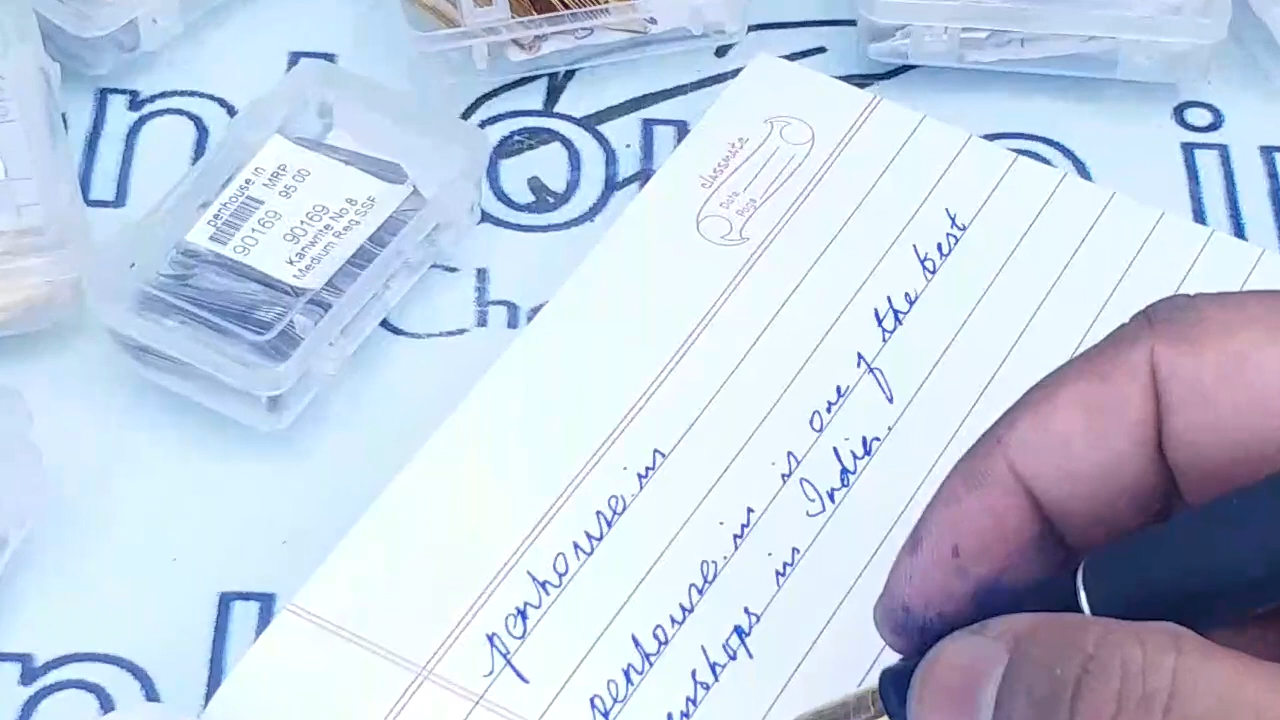 penhouse.in
MRP
90169 95.00
90169
Kanwrite No.8
Medium Reg SSF
classmate
Date
Page
penhouse.in
penhouse.in is one of the best
penshops in India.